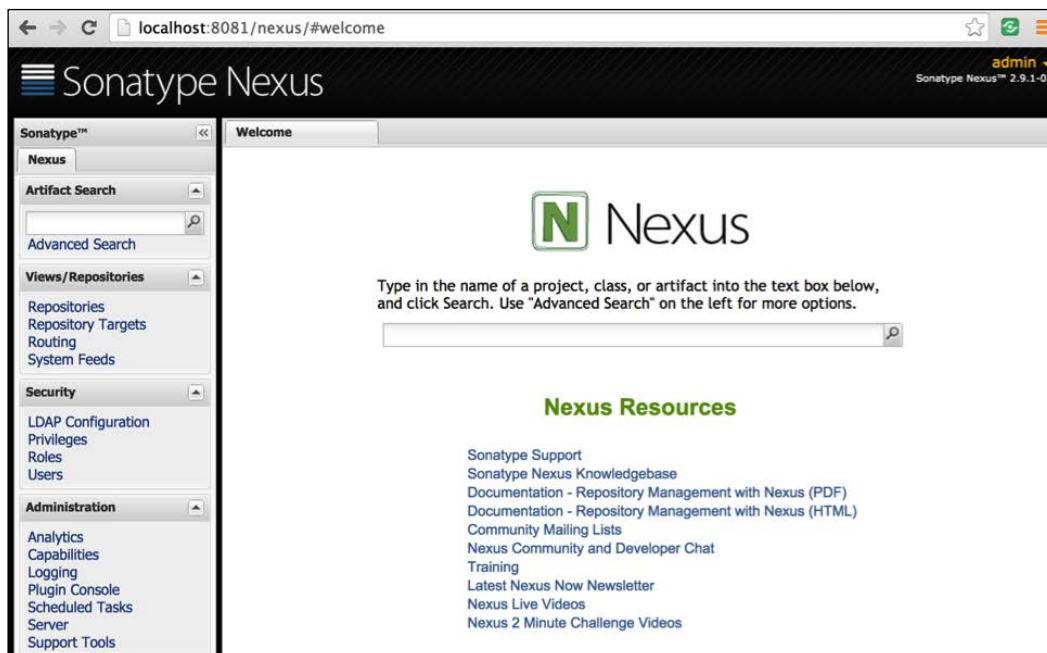 localhost:8081/nexus/#welcome
Sonatype Nexus
admin
Sonatype Nexus™ 2.9.1-0
Sonatype™
Nexus
Artifact Search
Advanced Search
Views/Repositories
Repositories
Repository Targets
Routing
System Feeds
Security
LDAP Configuration
Privileges
Roles
Users
Administration
Analytics
Capabilities
Logging
Plugin Console
Scheduled Tasks
Server
Support Tools
Welcome
N Nexus
Type in the name of a project, class, or artifact into the text box below,
and click Search. Use "Advanced Search" on the left for more options.
Nexus Resources
Sonatype Support
Sonatype Nexus Knowledgebase
Documentation - Repository Management with Nexus (PDF)
Documentation - Repository Management with Nexus (HTML)
Community Mailing Lists
Nexus Community and Developer Chat
Training
Latest Nexus Now Newsletter
Nexus Live Videos
Nexus 2 Minute Challenge Videos